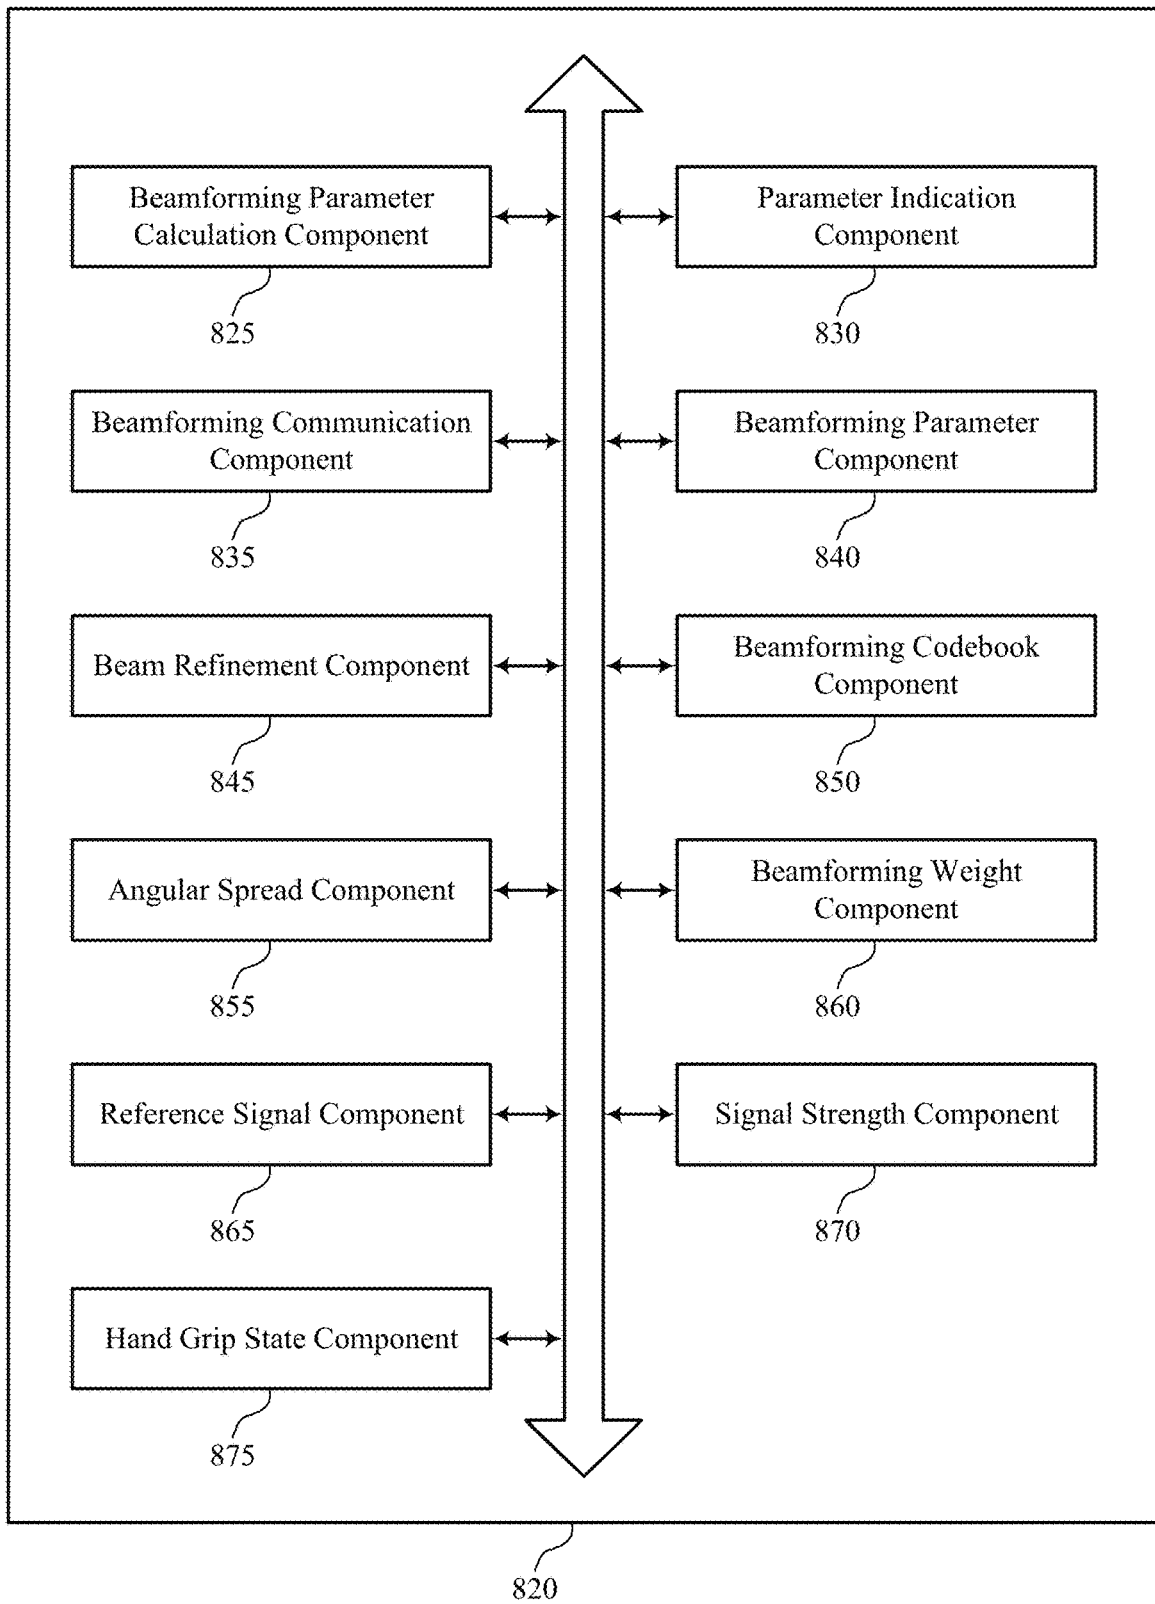 Beamforming Parameter
Calculation Component
825
Parameter Indication
Component
830
Beamforming Communication
Component
835
Beamforming Parameter
Component
840
Beam Refinement Component
845
Beamforming Codebook
Component
850
Angular Spread Component
855
Beamforming Weight
Component
860
Reference Signal Component
865
Signal Strength Component
870
Hand Grip State Component
875
820